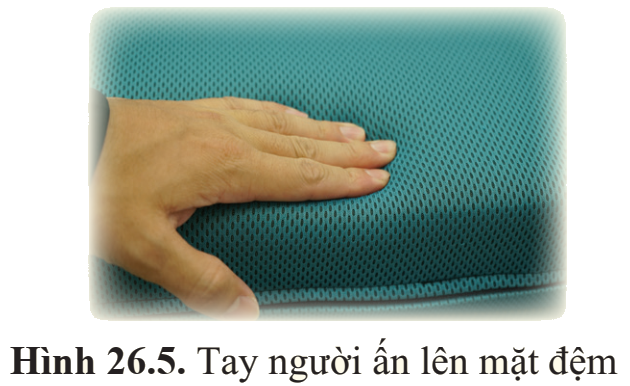 Hình 26.5. Tay người ấn lên mặt đệm